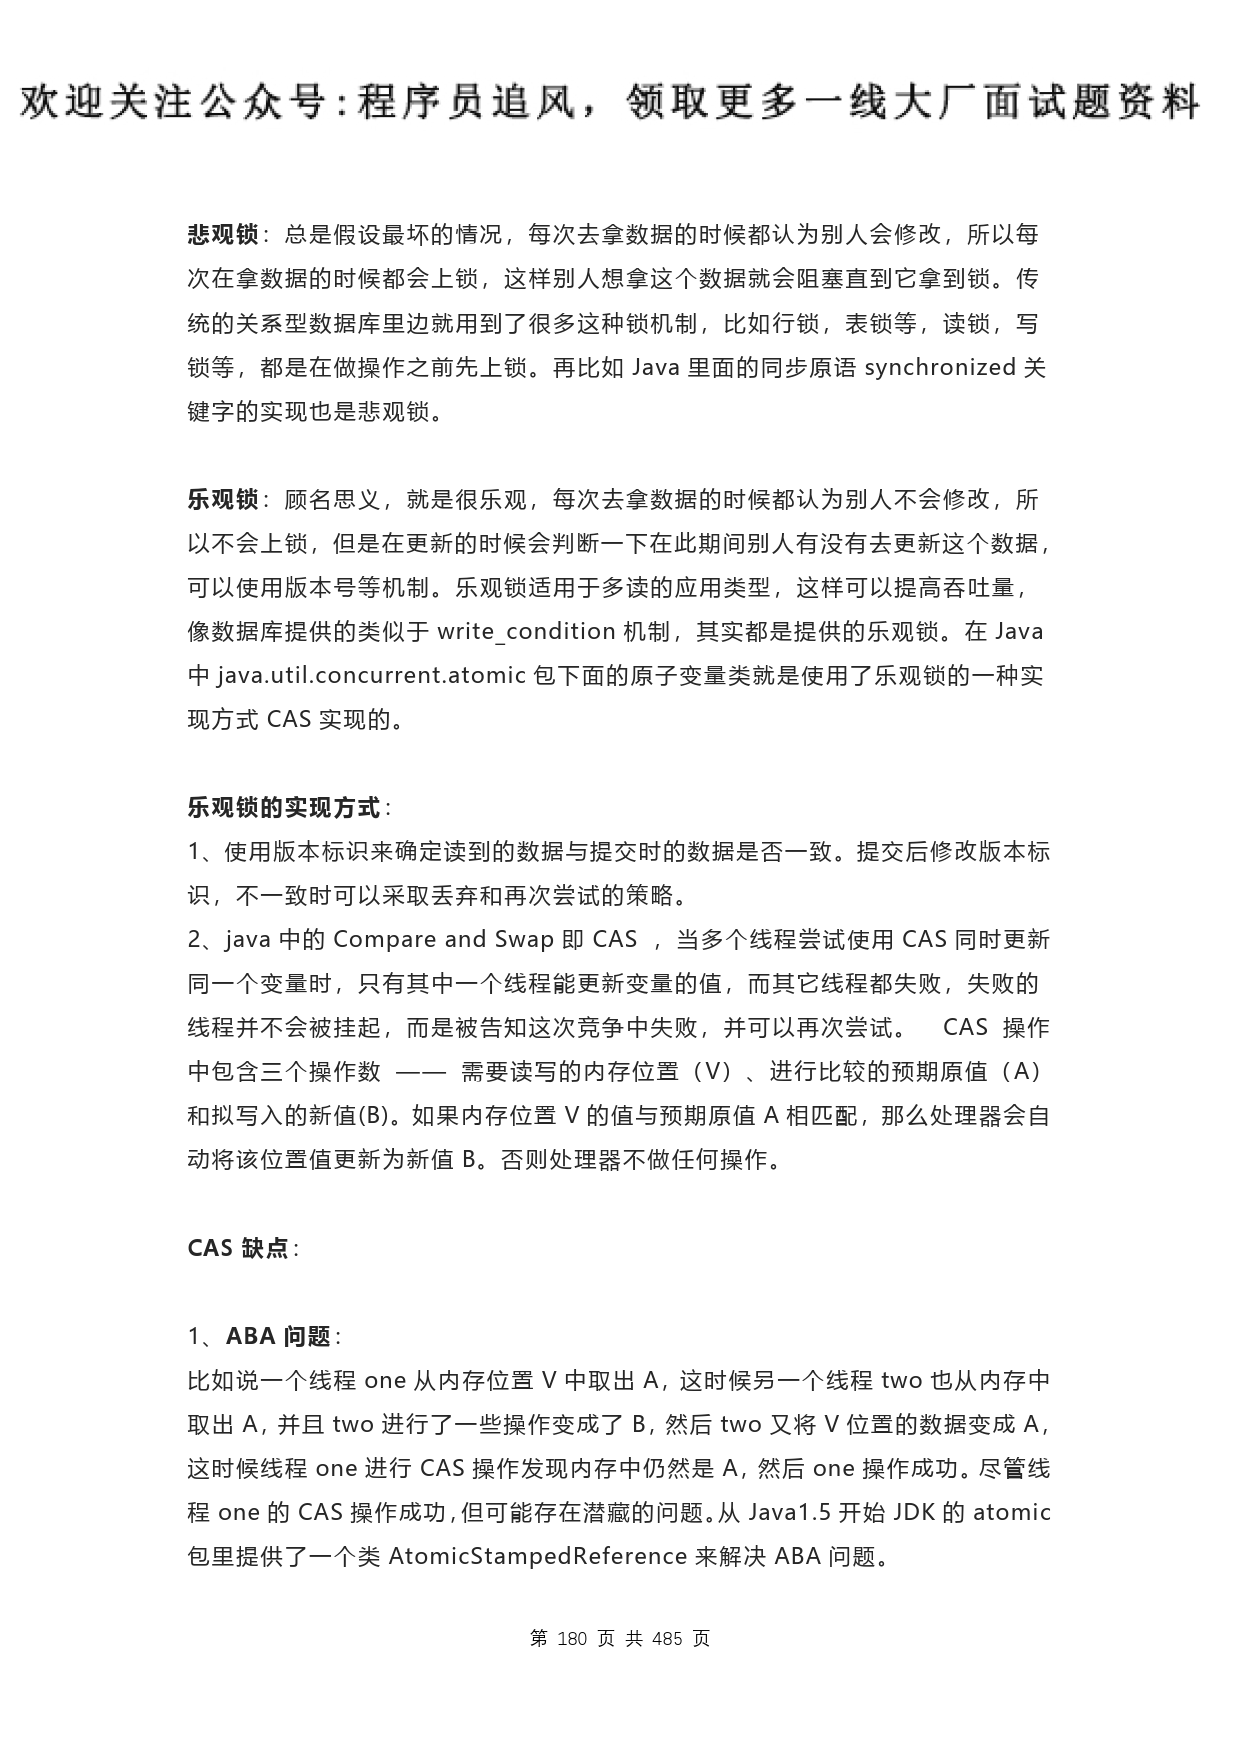 欢迎关注公众号:程序员追风，领取更多一线大厂面试题资料
悲观锁：总是假设最坏的情况，每次去拿数据的时候都认为别人会修改，所以每
次在拿数据的时候都会上锁，这样别人想拿这个数据就会阻塞直到它拿到锁。传
统的关系型数据库里边就用到了很多这种锁机制，比如行锁，表锁等，读锁，写
锁等，都是在做操作之前先上锁。再比如 Java 里面的同步原语 synchronized 关
键字的实现也是悲观锁。
乐观锁：顾名思义，就是很乐观，每次去拿数据的时候都认为别人不会修改，所
以不会上锁，但是在更新的时候会判断一下在此期间别人有没有去更新这个数据，
可以使用版本号等机制。乐观锁适用于多读的应用类型，这样可以提高吞吐量，
像数据库提供的类似于 write_condition 机制，其实都是提供的乐观锁。在 Java
中 java.util.concurrent.atomic 包下面的原子变量类就是使用了乐观锁的一种实
现方式 CAS 实现的。
乐观锁的实现方式：
1、使用版本标识来确定读到的数据与提交时的数据是否一致。提交后修改版本标
识，不一致时可以采取丢弃和再次尝试的策略。
2、java 中的 Compare and Swap 即 CAS ，当多个线程尝试使用 CAS 同时更新
同一个变量时，只有其中一个线程能更新变量的值，而其它线程都失败，失败的
线程并不会被挂起，而是被告知这次竞争中失败，并可以再次尝试。 CAS 操作
中包含三个操作数 —— 需要读写的内存位置（V）、进行比较的预期原值（A）
和拟写入的新值(B)。如果内存位置 V 的值与预期原值 A 相匹配，那么处理器会自
动将该位置值更新为新值 B。否则处理器不做任何操作。
CAS 缺点：
1、ABA 问题：
比如说一个线程 one 从内存位置 V 中取出 A，这时候另一个线程 two 也从内存中
取出 A，并且 two 进行了一些操作变成了 B，然后 two 又将 V 位置的数据变成 A，
这时候线程 one 进行 CAS 操作发现内存中仍然是 A，然后 one 操作成功。尽管线
程 one 的 CAS 操作成功，但可能存在潜藏的问题。从 Java1.5 开始 JDK 的 atomic
包里提供了一个类 AtomicStampedReference 来解决 ABA 问题。
第 180 页 共 485 页